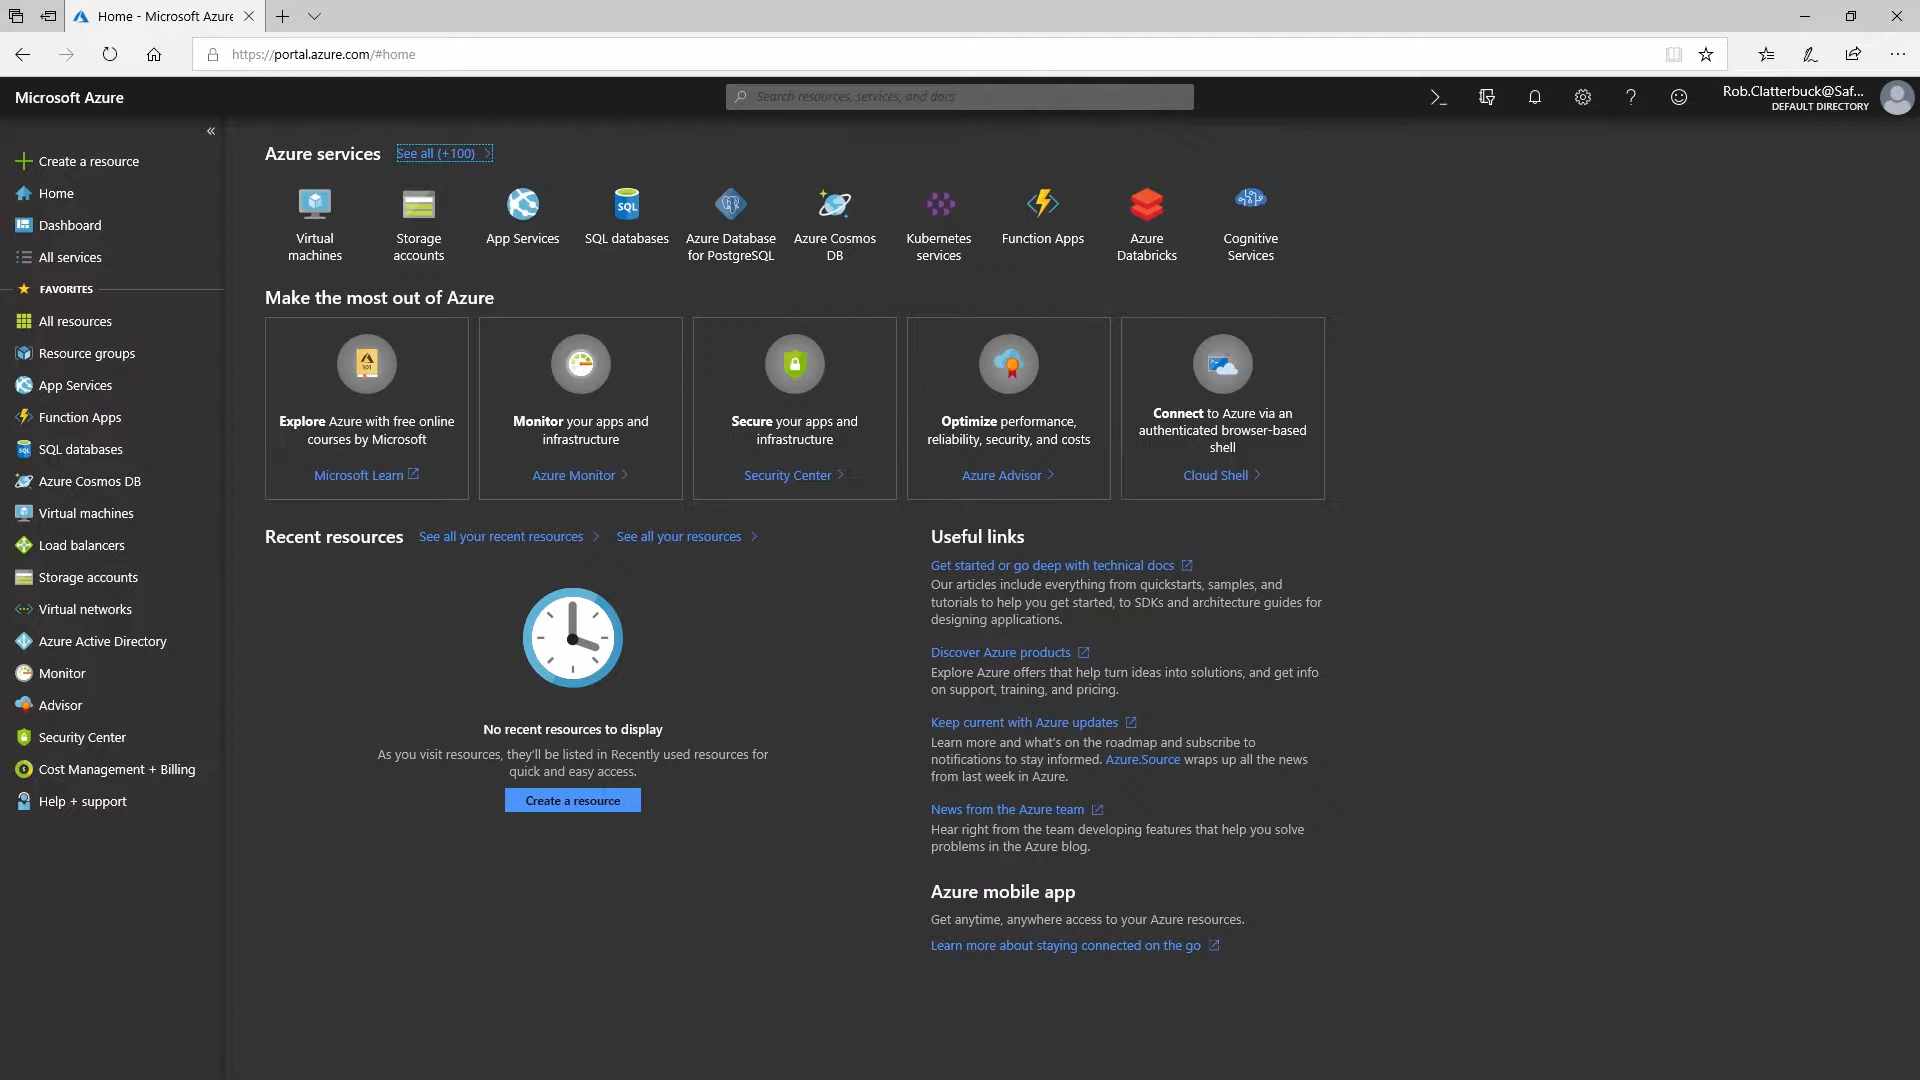 Home - Microsoft Azure
https://portal.azure.com/#home
Microsoft Azure
Search resources, services, and docs
Rob.Clatterbuck@Saf...
DEFAULT DIRECTORY
Create a resource
Home
Dashboard
All services
FAVORITES
All resources
Resource groups
App Services
Function Apps
SQL databases
Azure Cosmos DB
Virtual machines
Load balancers
Storage accounts
Virtual networks
Azure Active Directory
Monitor
Advisor
Security Center
Cost Management + Billing
Help + support
Azure services
See all (+100)
Virtual
machines
Storage
accounts
App Services
SQL
SQL databases
Azure Database
for PostgreSQL
Azure Cosmos
DB
Kubernetes
services
Function Apps
Azure
Databricks
Cognitive
Services
Make the most out of Azure
101
Explore Azure with free online
courses by Microsoft
Microsoft Learn
Monitor your apps and
infrastructure
Azure Monitor
Secure your apps and
infrastructure
Security Center
Optimize performance,
reliability, security, and costs
Azure Advisor
Connect to Azure via an
authenticated browser-based
shell
Cloud Shell
Recent resources
See all your recent resources
See all your resources
No recent resources to display
As you visit resources, they'll be listed in Recently used resources for
quick and easy access.
Create a resource
Useful links
Get started or go deep with technical docs
Our articles include everything from quickstarts, samples, and
tutorials to help you get started, to SDKs and architecture guides for
designing applications.
Discover Azure products
Explore Azure offers that help turn ideas into solutions, and get info
on support, training, and pricing.
Keep current with Azure updates
Learn more and what's on the roadmap and subscribe to
notifications to stay informed. Azure.Source wraps up all the news
from last week in Azure.
News from the Azure team
Hear right from the team developing features that help you solve
problems in the Azure blog.
Azure mobile app
Get anytime, anywhere access to your Azure resources.
Learn more about staying connected on the go